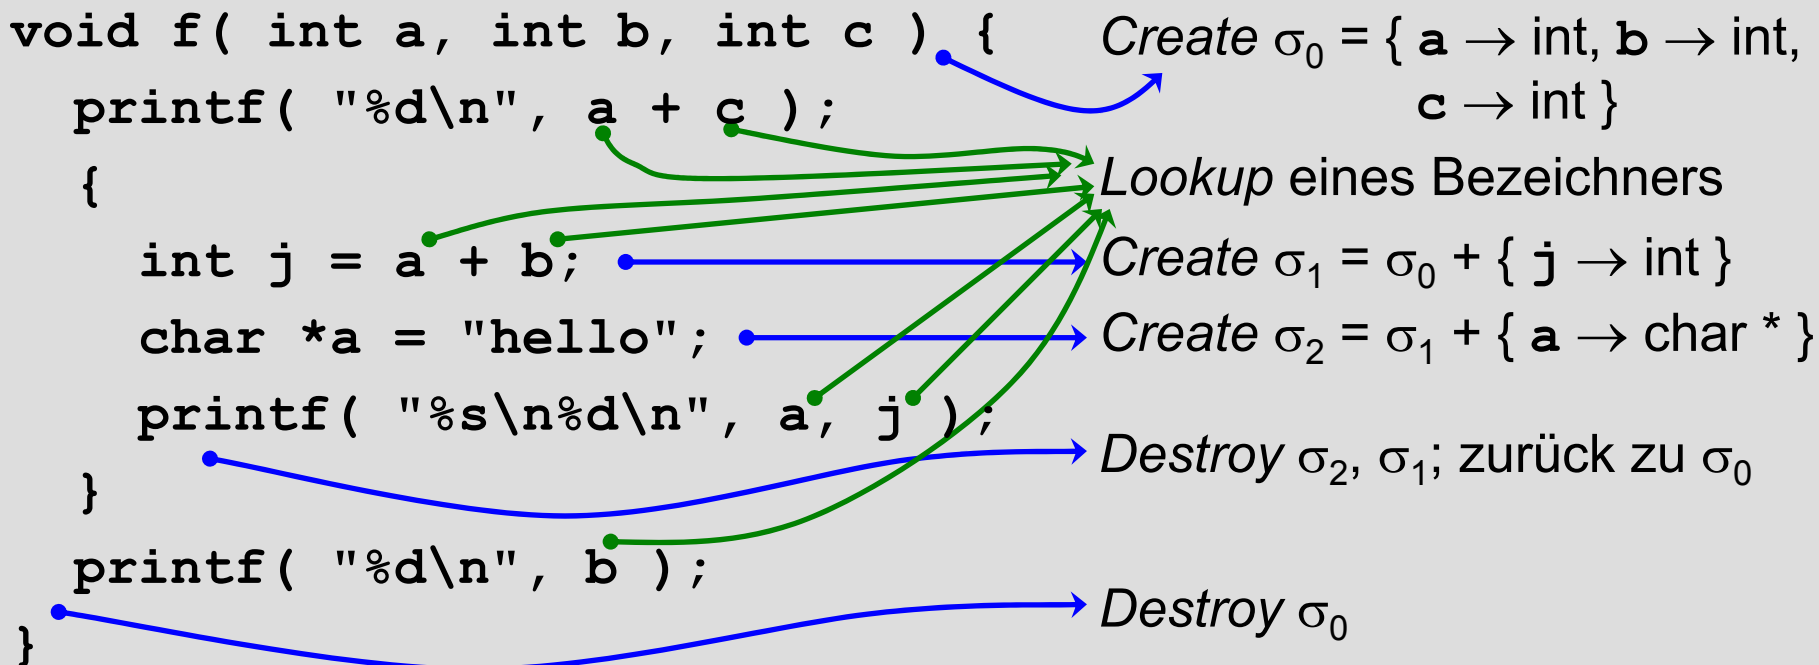 void f( int a, int b, int c ) {
Create σ0 = { a → int, b → int,
c → int }
printf( "%d\n", a + c );
{
Lookup eines Bezeichners
int j = a + b;
Create σ1 = σ0 + { j → int }
char *a = "hello";
Create σ2 = σ1 + { a → char * }
printf( "%s\n%d\n", a, j );
Destroy σ2, σ1; zurück zu σ0
}
printf( "%d\n", b );
Destroy σ0
}